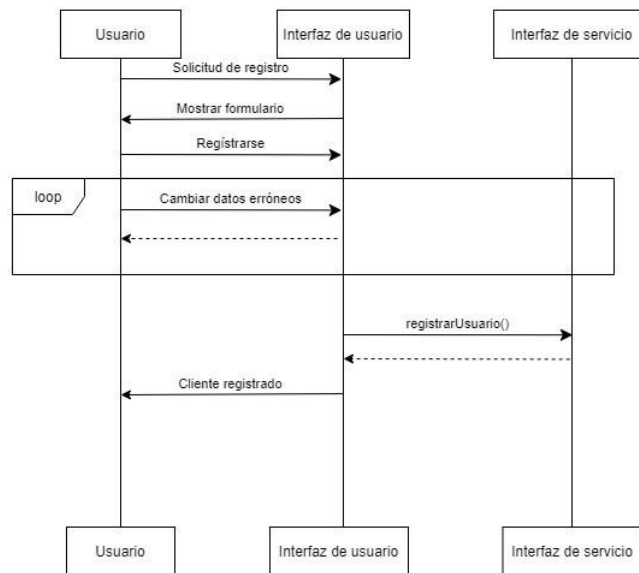 Usuario
Interfaz de usuario
Interfaz de servicio
Solicitud de registro
Mostrar formulario
Regístrarse
loop
Cambiar datos erróneos
registrarUsuario()
Cliente registrado
Usuario
Interfaz de usuario
Interfaz de servicio